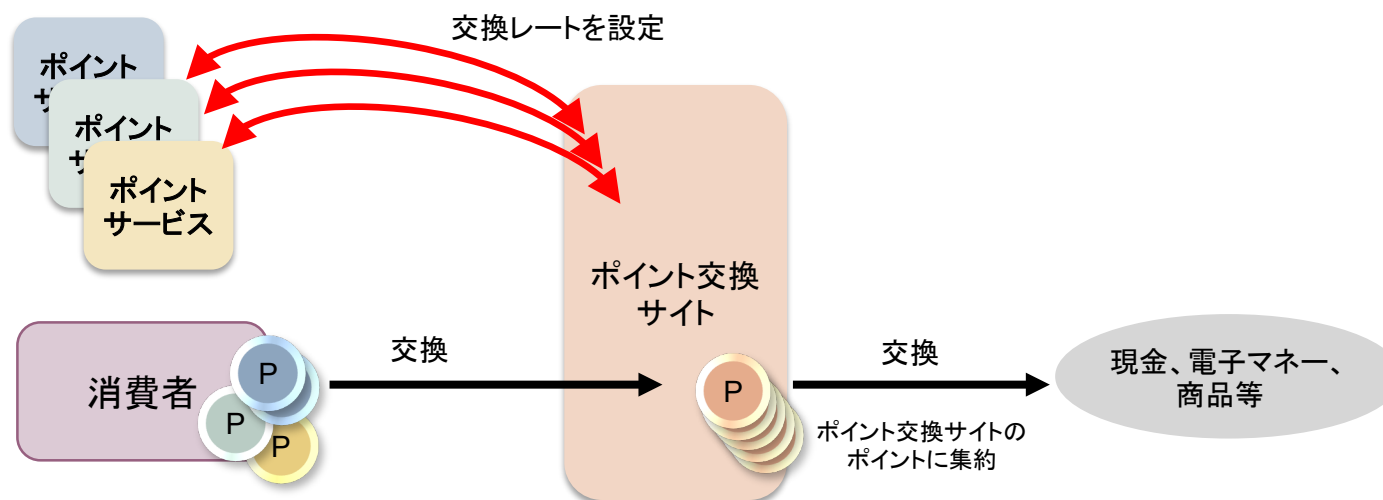 交換レートを設定
ポイント
サ
ポイント
サ
ポイント
サービス
ポイント交換
サイト
消費者
P
P
P
交換
P
交換
ポイント交換サイトの
ポイントに集約
現金、電子マネー、
商品等